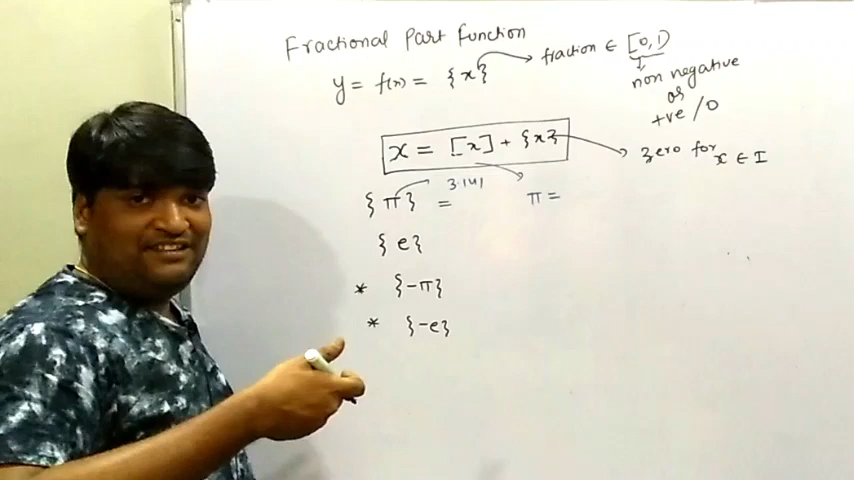 Fractional Part Function
y = f(x) = {x} → fraction ∈ [0,1)
non negative
or
+ve / 0
x = [x] + {x} → zero for x ∈ I
{π} = 3.141 π =
{e}
* {-π}
* {-e}